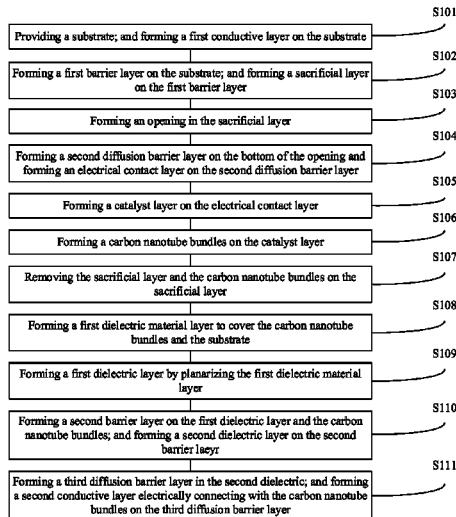 S101
Providing a substrate; and forming a first conductive layer on the substrate
S102
Forming a first barrier layer on the substrate; and forming a sacrificial layer
on the first barrier layer
S103
Forming an opening in the sacrificial layer
S104
Forming a second diffusion barrier layer on the bottom of the opening and
forming an electrical contact layer on the second diffusion barrier layer
S105
Forming a catalyst layer on the electrical contact layer
S106
Forming a carbon nanotube bundles on the catalyst layer
S107
Removing the sacrificial layer and the carbon nanotube bundles on the
sacrificial layer
S108
Forming a first dielectric material layer to cover the carbon nanotube
bundles and the substrate
S109
Forming a first dielectric layer by planarizing the first dielectric material
layer
S110
Forming a second barrier layer on the first dielectric layer and the carbon
nanotube bundles; and forming a second dielectric layer on the second
barrier laeyr
S111
Forming a third diffusion barrier layer in the second dielectric; and forming
a second conductive layer electrically connecting with the carbon nanotube
bundles on the third diffusion barrier layer